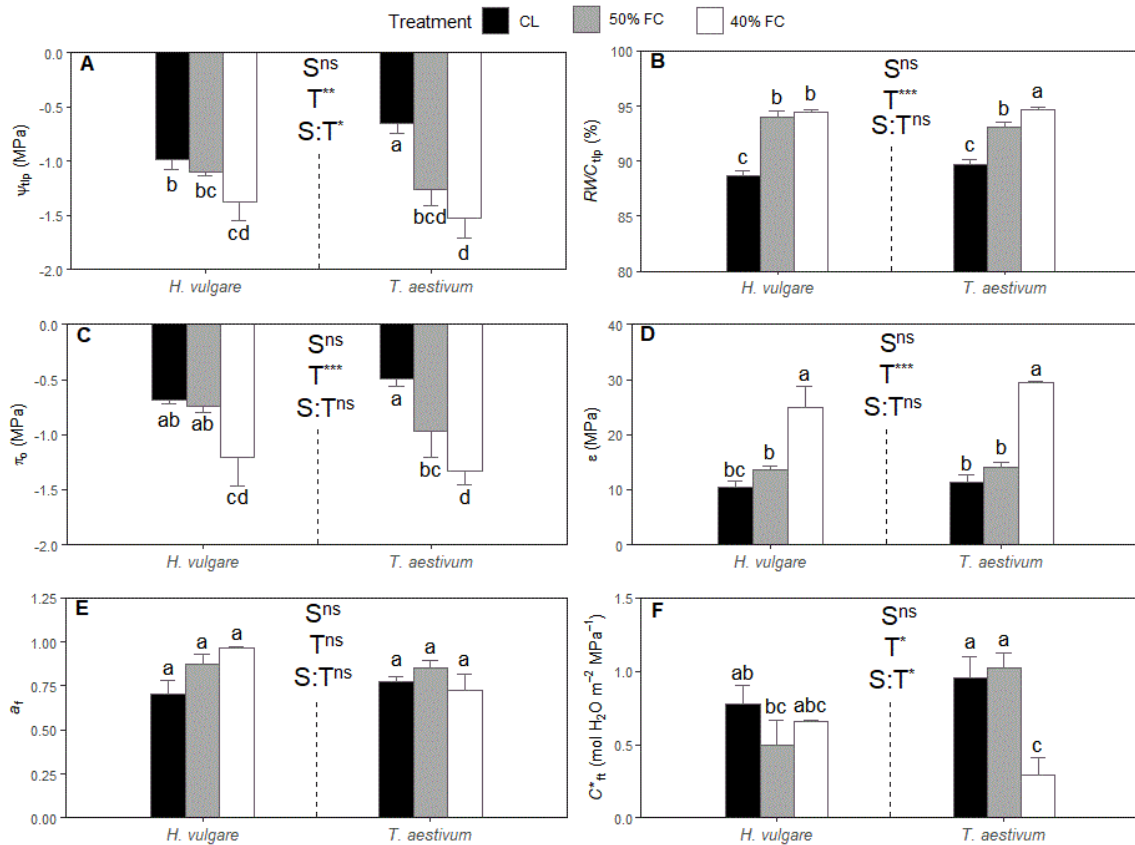 Treatment CL 50% FC 40% FC
A
Ψtlp (MPa)
0.0
-0.5
-1.0
-1.5
-2.0
b bc cd
a bcd d
Sns
T**
S:T*
H. vulgare T. aestivum
B
RWCtlp (%)
100
95
90
85
80
c b b
c b a
Sns
T***
S:Tns
H. vulgare T. aestivum
C
πo (MPa)
0.0
-0.5
-1.0
-1.5
-2.0
ab ab cd
a bc d
Sns
T***
S:Tns
H. vulgare T. aestivum
D
ε (MPa)
40
30
20
10
0
bc b a
b b a
Sns
T***
S:Tns
H. vulgare T. aestivum
E
af
1.25
1.00
0.75
0.50
0.25
0.00
a a a
a a a
Sns
Tns
S:Tns
H. vulgare T. aestivum
F
C*ft (mol H2O m−2 MPa−1)
1.5
1.0
0.5
0.0
ab bc abc
a a c
Sns
T*
S:T*
H. vulgare T. aestivum